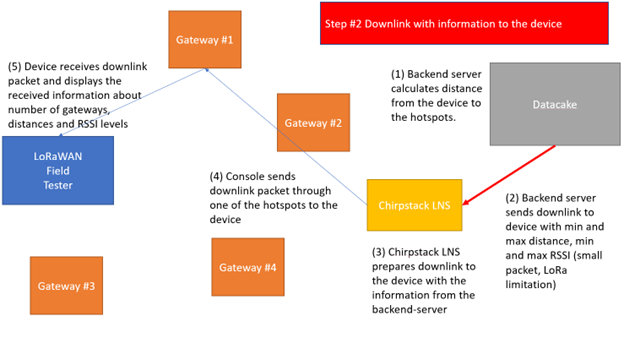 Step #2 Downlink with information to the device
Gateway #1
(5) Device receives downlink
packet and displays the
received information about
number of gateways,
distances and RSSI levels
(1) Backend server
calculates distance
from the device to
the hotspots.
Datacake
Gateway #2
LoRaWAN
Field
Tester
(4) Console sends
downlink packet through
one of the hotspots to the
device
Chirpstack LNS
(2) Backend server
sends downlink to
device with min and
max distance, min
and max RSSI (small
packet, LoRa
limitation)
(3) Chirpstack LNS
prepares downlink to
the device with the
information from the
backend-server
Gateway #4
Gateway #3